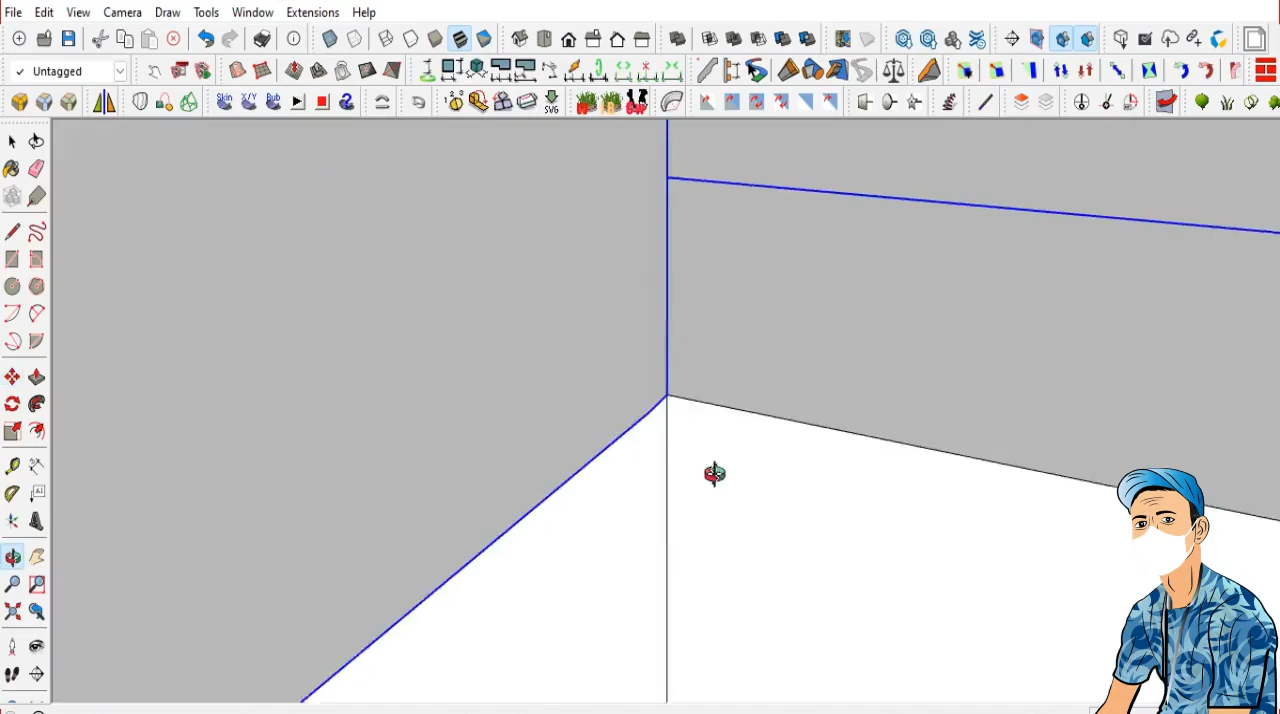 File Edit View Camera Draw Tools Window Extensions Help
✓ Untagged
Skin X/Y Bub SVG